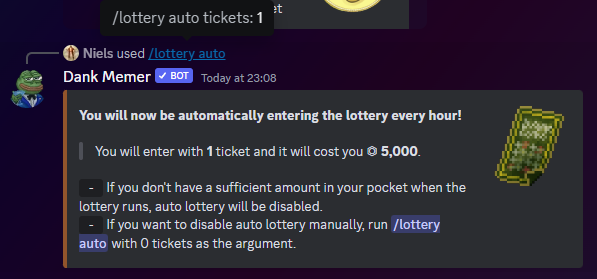 /lottery auto tickets: 1
et
Niels used /lottery auto
Dank Memer ✓ BOT Today at 23:08
You will now be automatically entering the lottery every hour!
You will enter with 1 ticket and it will cost you ⏣ 5,000.
- If you don't have a sufficient amount in your pocket when the
lottery runs, auto lottery will be disabled.
- If you want to disable auto lottery manually, run /lottery
auto with 0 tickets as the argument.